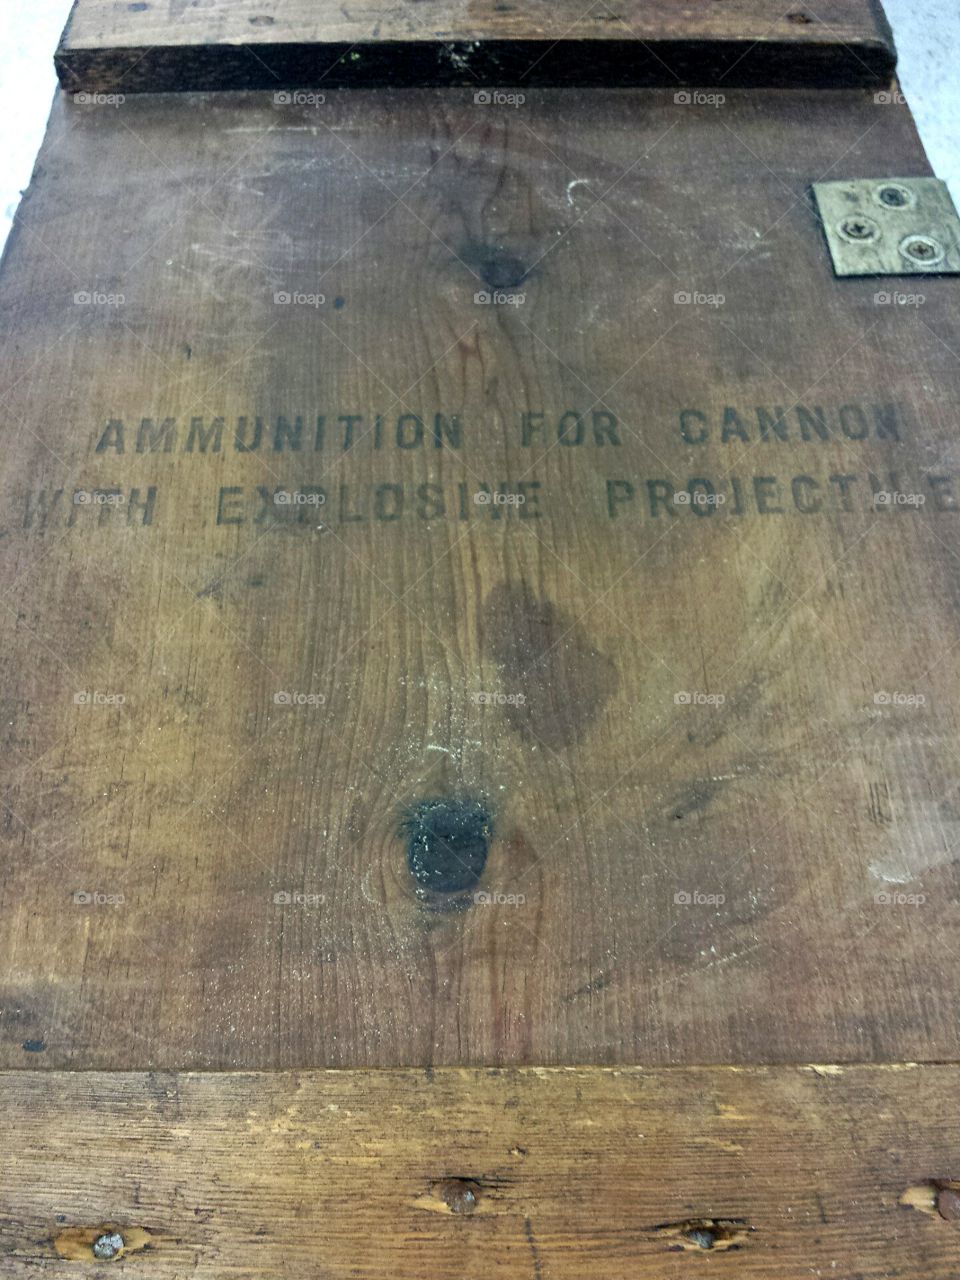 AMMUNITION FOR CANNON
WITH EXPLOSIVE PROJECTILE